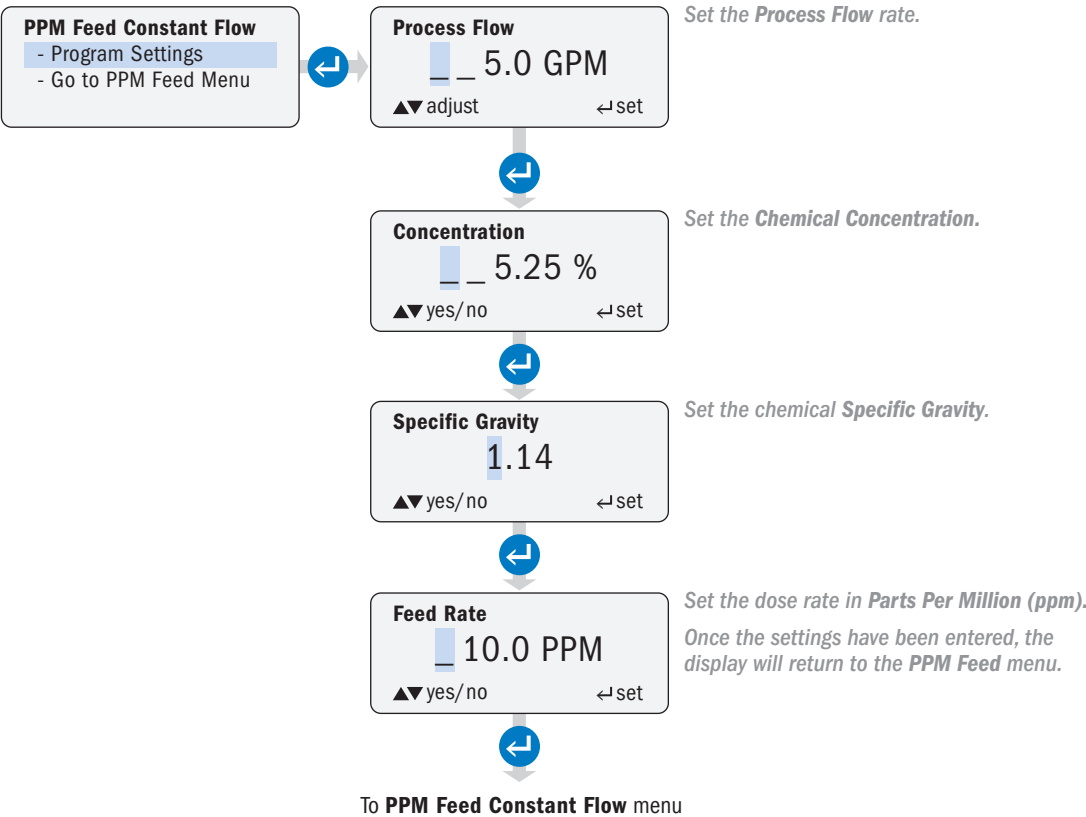 PPM Feed Constant Flow
- Program Settings
- Go to PPM Feed Menu
Process Flow
_ _ 5.0 GPM
▲▼ adjust ↵ set
Set the Process Flow rate.
Concentration
_ _ 5.25 %
▲▼ yes/no ↵ set
Set the Chemical Concentration.
Specific Gravity
1.14
▲▼ yes/no ↵ set
Set the chemical Specific Gravity.
Feed Rate
_ 10.0 PPM
▲▼ yes/no ↵ set
Set the dose rate in Parts Per Million (ppm).
Once the settings have been entered, the
display will return to the PPM Feed menu.
To PPM Feed Constant Flow menu